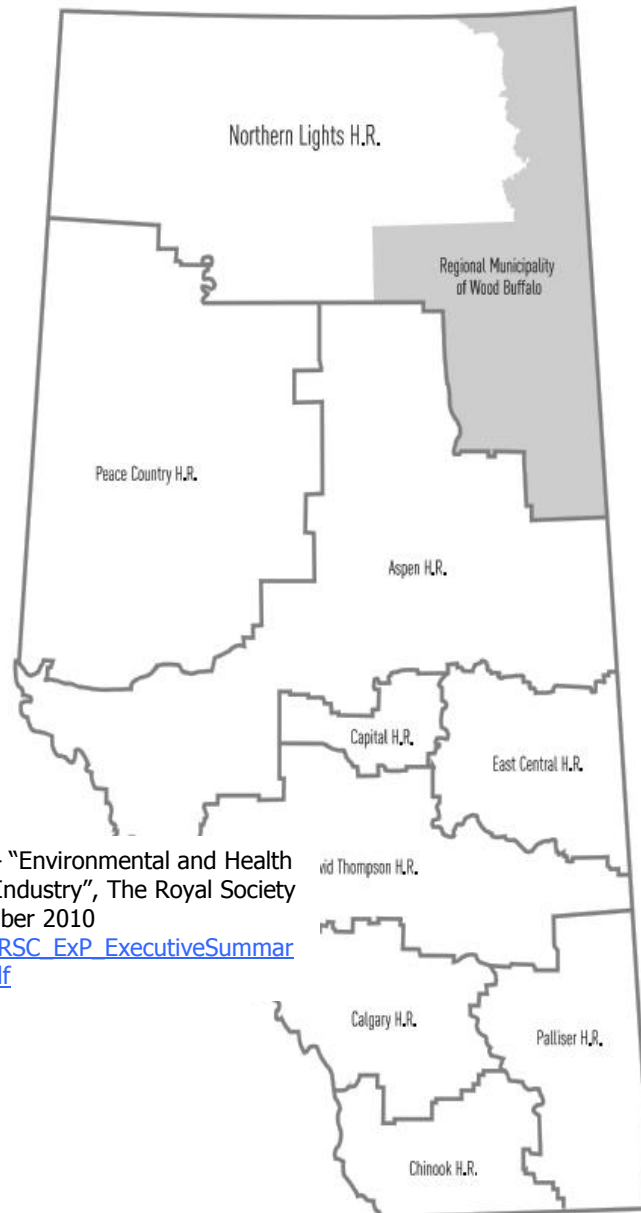 Northern Lights H.R.
Regional Municipality
of Wood Buffalo
Peace Country H.R.
Aspen H.R.
Capital H.R.
East Central H.R.
“Environmental and Health
Industry”, The Royal Society
ber 2010
RSC_ExP_ExecutiveSummar
lf
vid Thompson H.R.
Calgary H.R.
Palliser H.R.
Chinook H.R.